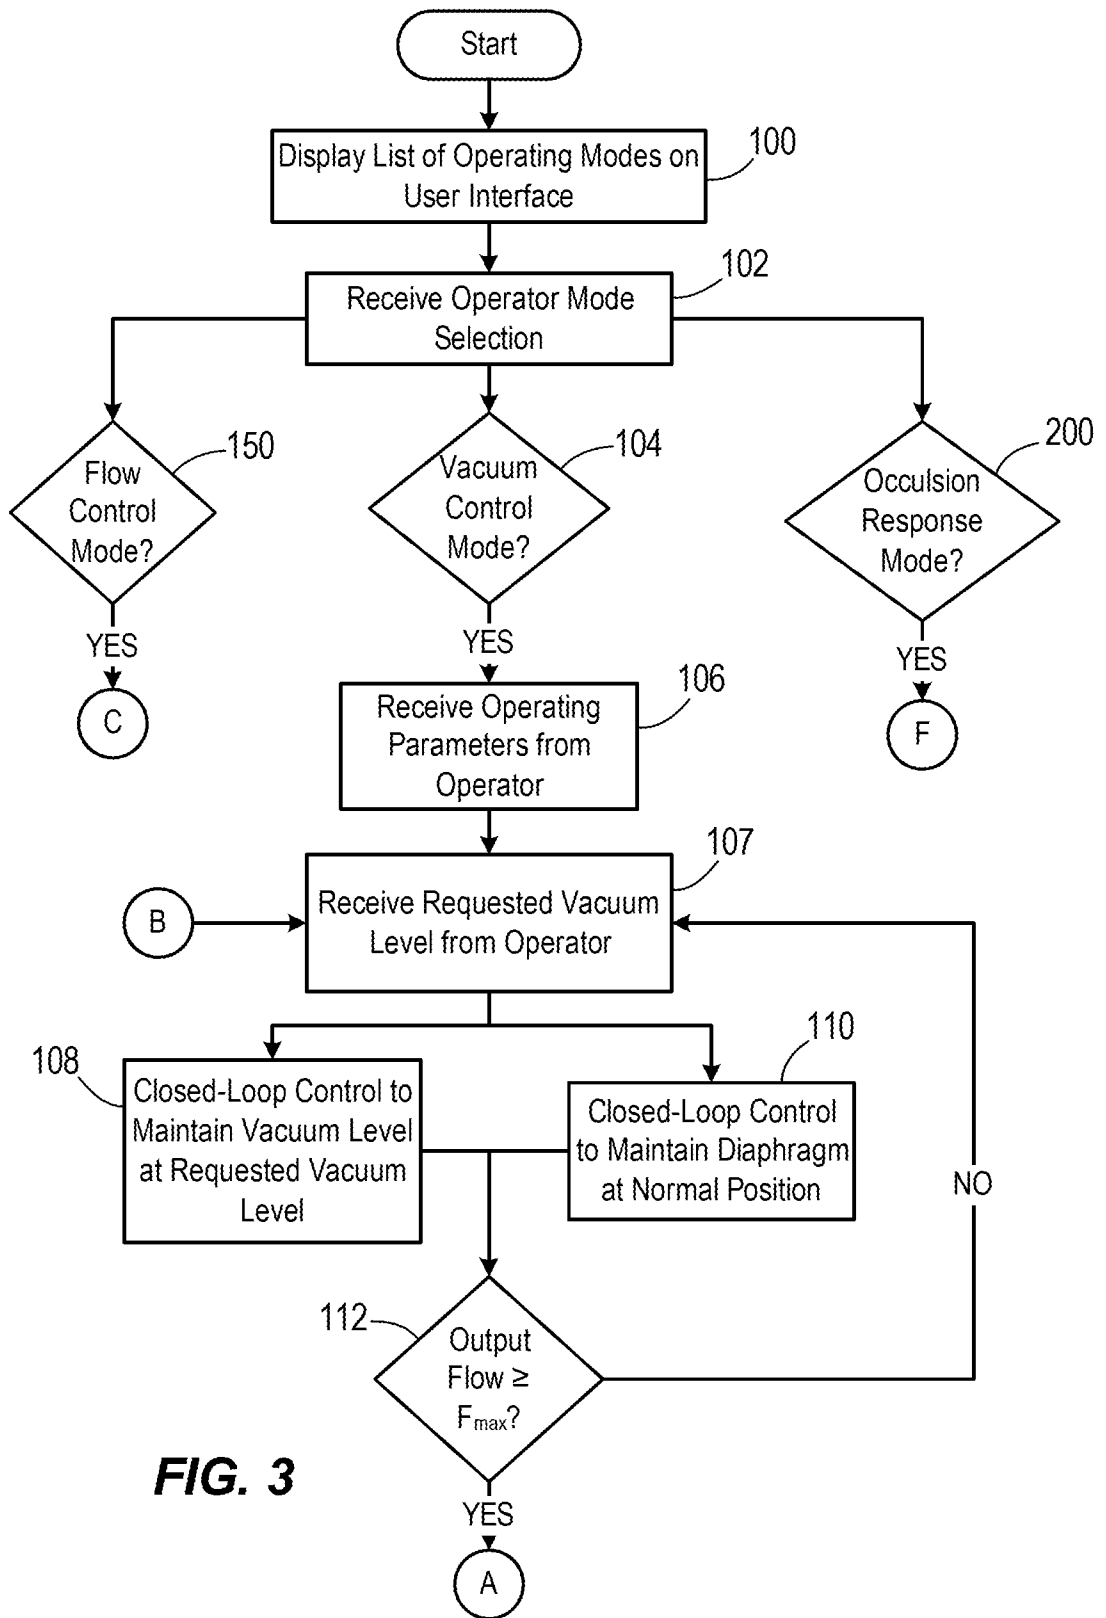 Start
Display List of Operating Modes on
User Interface
100
Receive Operator Mode
Selection
102
Flow
Control
Mode?
150
Vacuum
Control
Mode?
104
Occulsion
Response
Mode?
200
YES
C
YES
YES
F
Receive Operating
Parameters from
Operator
106
B
Receive Requested Vacuum
Level from Operator
107
108
Closed-Loop Control to
Maintain Vacuum Level
at Requested Vacuum
Level
110
Closed-Loop Control
to Maintain Diaphragm
at Normal Position
NO
112
Output
Flow ≥
Fmax?
FIG. 3
YES
A